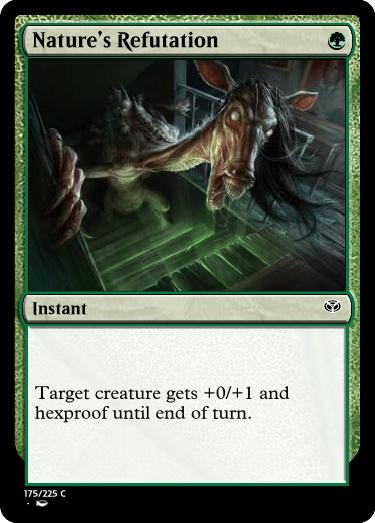 Nature's Refutation
Instant
Target creature gets +0/+1 and
hexproof until end of turn.
175/225 C